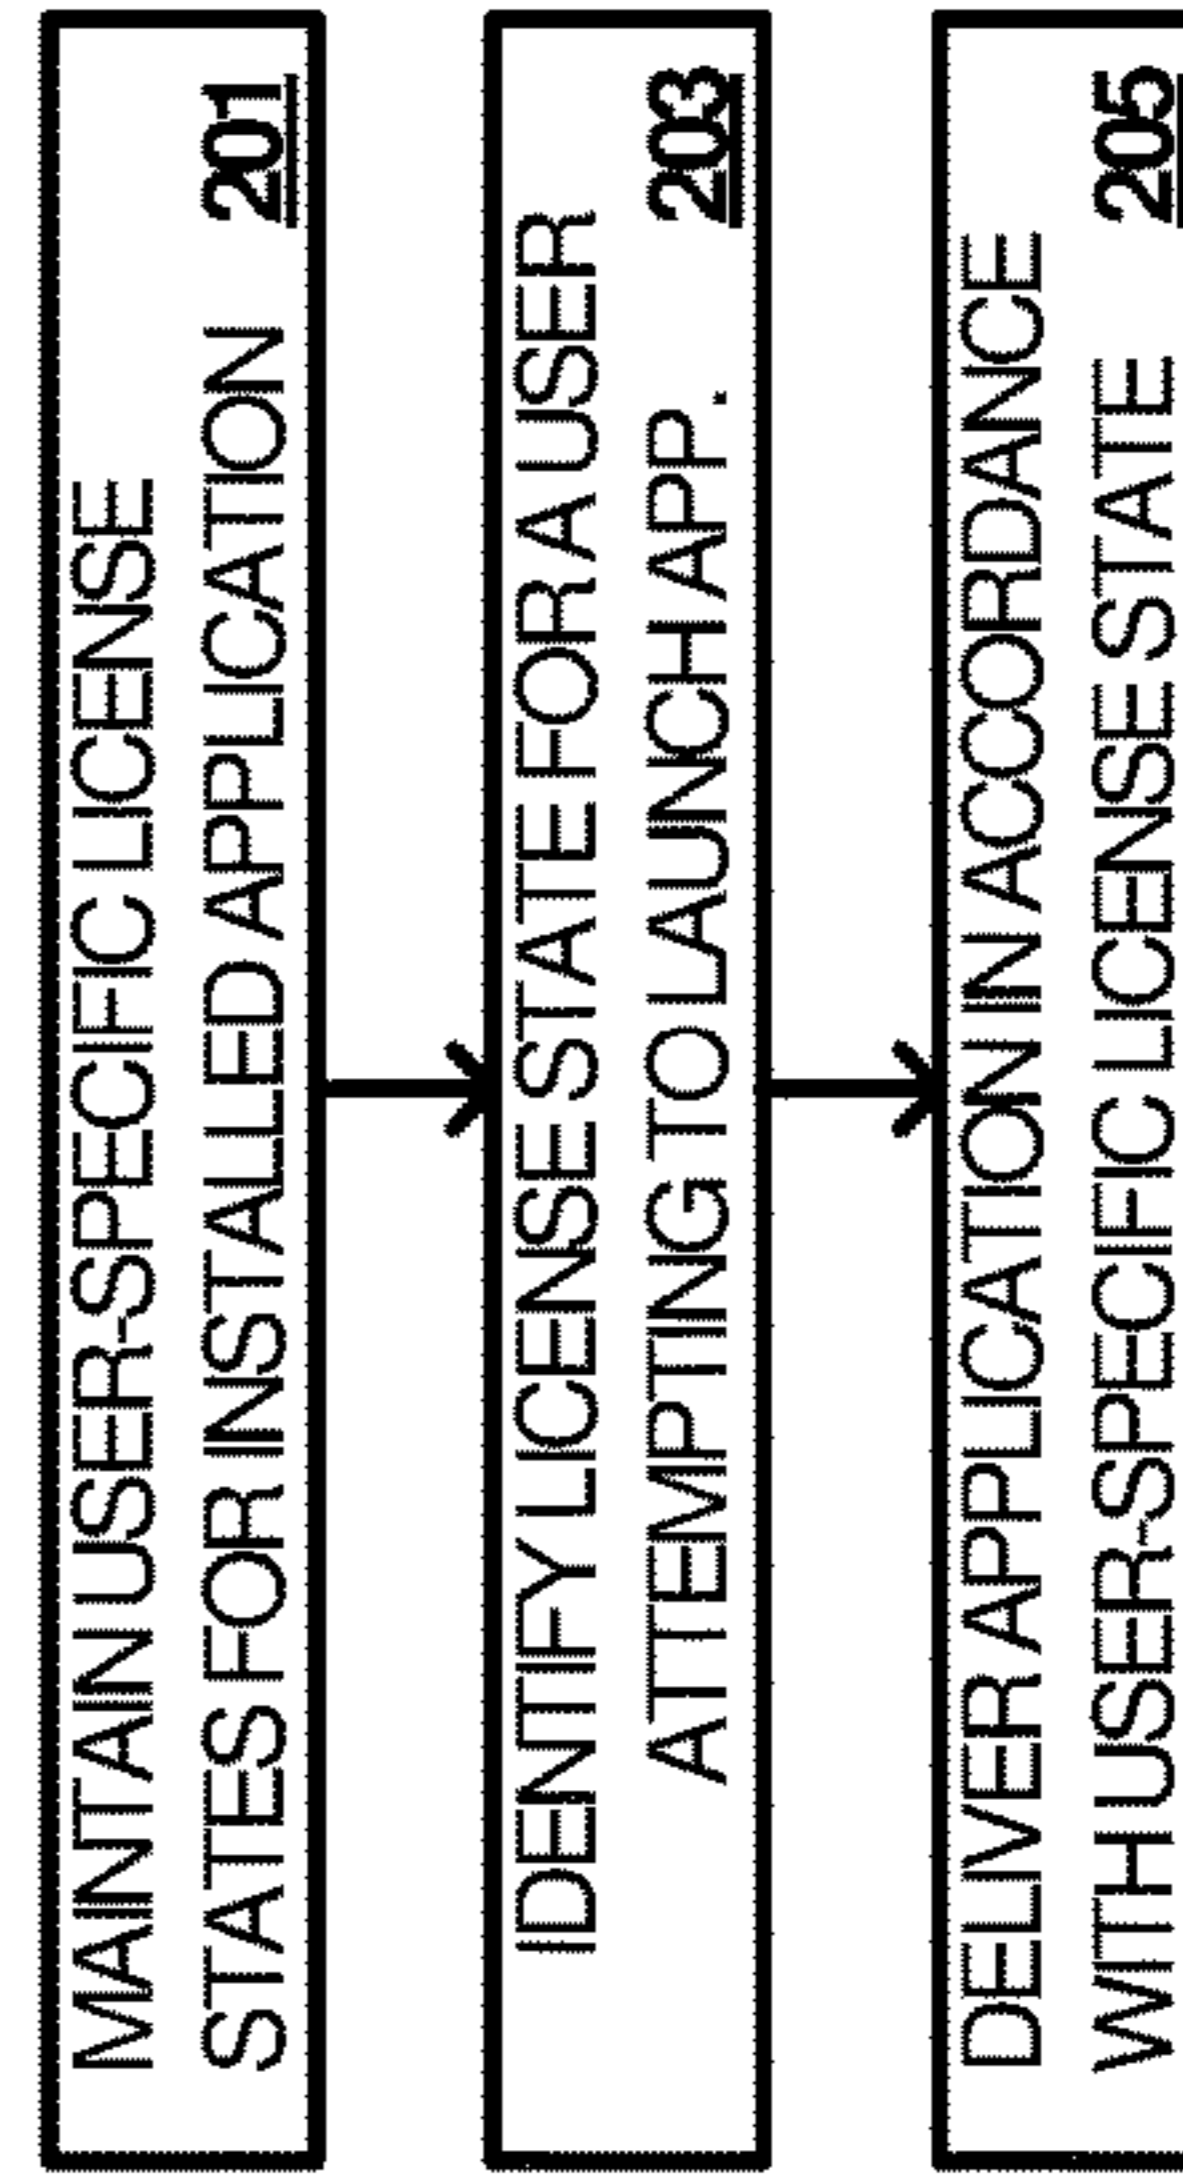 MAINTAIN USER-SPECIFIC LICENSE
STATES FOR INSTALLED APPLICATION 201
IDENTIFY LICENSE STATE FOR A USER
ATTEMPTING TO LAUNCH APP. 203
DELIVER APPLICATION IN ACCORDANCE
WITH USER-SPECIFIC LICENSE STATE 205